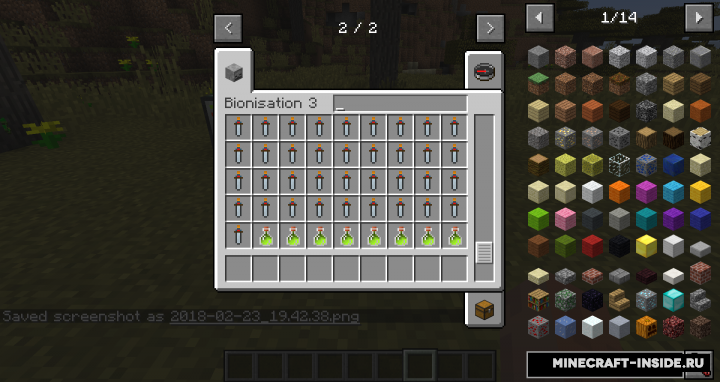 2 / 2
1/14
Bionisation 3
Saved screenshot as 2018-02-23_19.42.38.png
MINECRAFT-INSIDE.RU